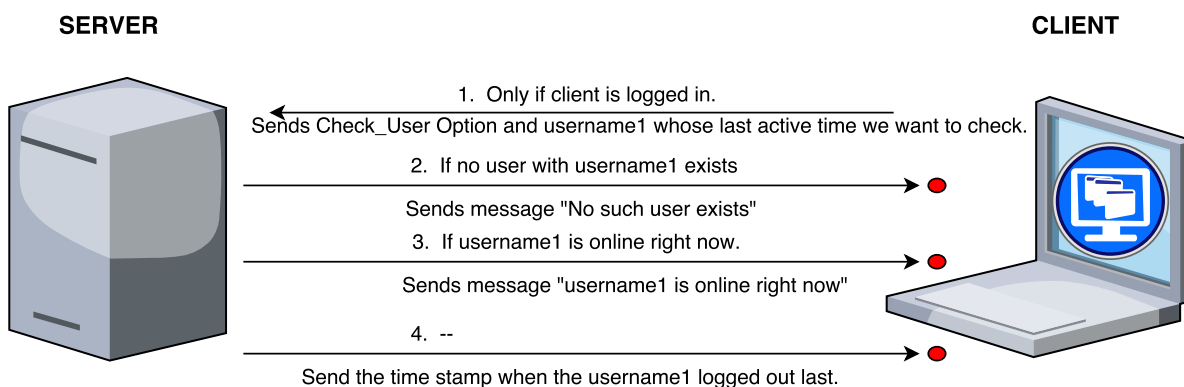 SERVER
CLIENT
1. Only if client is logged in.
Sends Check_User Option and username1 whose last active time we want to check.
2. If no user with username1 exists
Sends message "No such user exists"
3. If username1 is online right now.
Sends message "username1 is online right now"
4. --
Send the time stamp when the username1 logged out last.